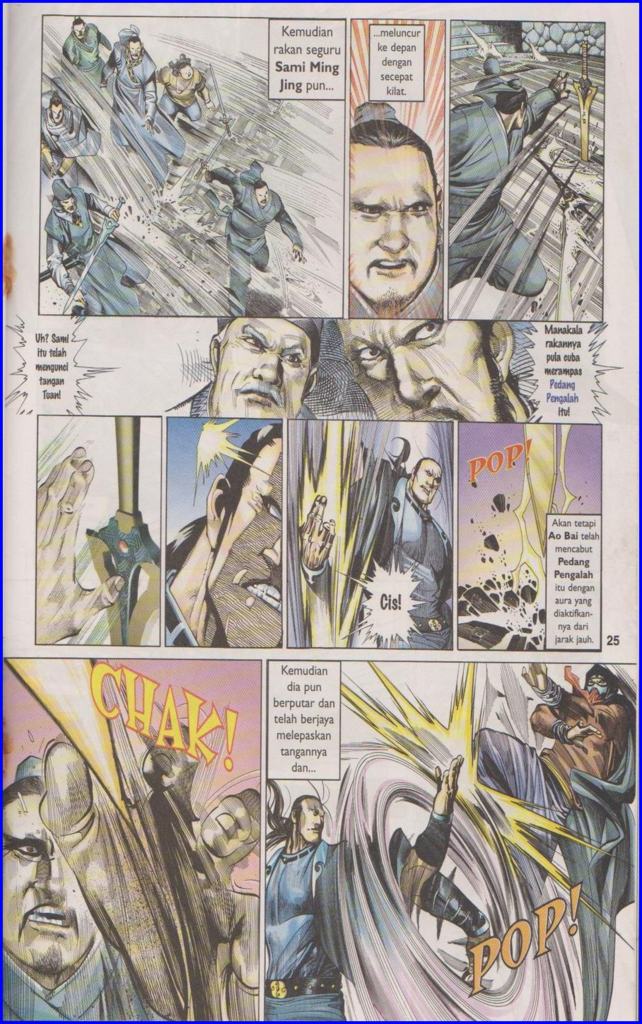 Kemudian
rakan seguru
Sami Ming
Jing pun...
...meluncur
ke depan
dengan
secepat
kilat.
Uh? Sami
itu telah
mengunci
tangan
Tuan!
Manakala
rakannya
pula cuba
merampas
Pedang
Pengalah
itu!
Cis!
POP!
Akan tetapi
Ao Bai telah
mencabut
Pedang
Pengalah
itu dengan
aura yang
diaktifkan-
nya dari
jarak jauh.
25
CHAK!
Kemudian
dia pun
berputar dan
telah berjaya
melepaskan
tangannya
dan...
POP!